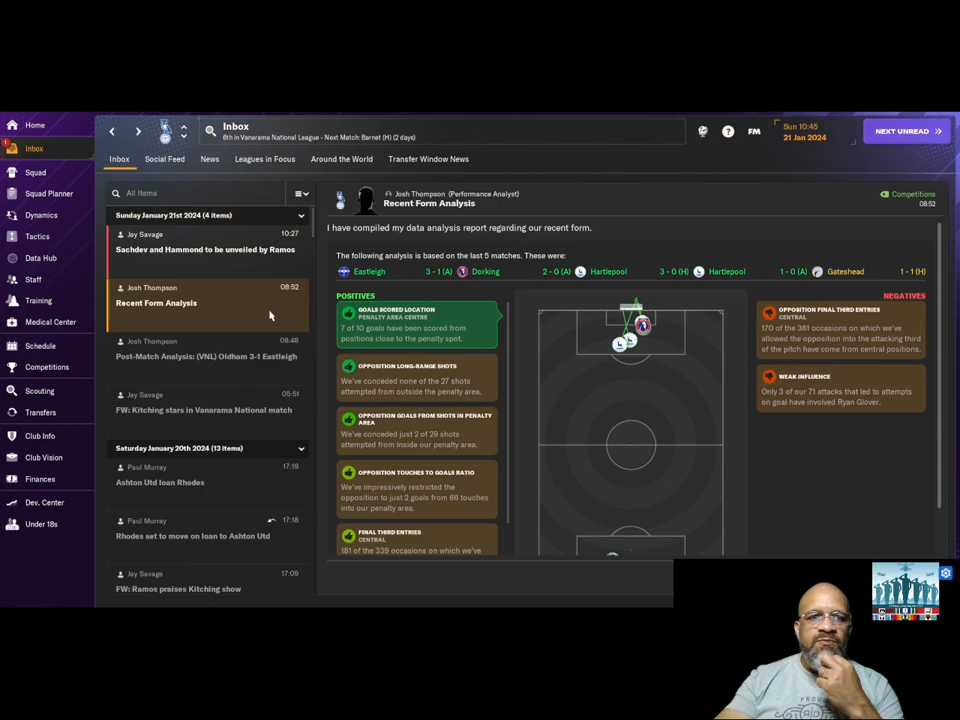 Home
Inbox
Squad
Squad Planner
Dynamics
Tactics
Data Hub
Staff
Training
Medical Center
Schedule
Competitions
Scouting
Transfers
Club Info
Club Vision
Finances
Dev. Center
Under 18s
Inbox
6th in Vanarama National League - Next Match: Barnet (H) (2 days)
FM
Sun 10:45
21 Jan 2024
NEXT UNREAD
Inbox
Social Feed
News
Leagues in Focus
Around the World
Transfer Window News
All Items
Sunday January 21st 2024 (4 items)
Jay Savage 10:27
Sachdev and Hammond to be unveiled by Ramos
Josh Thompson 08:52
Recent Form Analysis
Josh Thompson 08:48
Post-Match Analysis: (VNL) Oldham 3-1 Eastleigh
Jay Savage 05:51
FW: Kitching stars in Vanarama National match
Saturday January 20th 2024 (13 items)
Paul Murray 17:19
Ashton Utd loan Rhodes
Paul Murray 17:18
Rhodes set to move on loan to Ashton Utd
Jay Savage 17:09
FW: Ramos praises Kitching show
Josh Thompson (Performance Analyst)
Recent Form Analysis
Competitions
08:52
I have compiled my data analysis report regarding our recent form.
The following analysis is based on the last 5 matches. These were:
Eastleigh 3 - 1 (A) Dorking 2 - 0 (A) Hartlepool 3 - 0 (H) Hartlepool 1 - 0 (A) Gateshead 1 - 1 (H)
POSITIVES
GOALS SCORED LOCATION
PENALTY AREA CENTRE
7 of 10 goals have been scored from
positions close to the penalty spot.
OPPOSITION LONG-RANGE SHOTS
We've conceded none of the 27 shots
attempted from outside the penalty area.
OPPOSITION GOALS FROM SHOTS IN PENALTY
AREA
We've conceded just 2 of 29 shots
attempted from inside our penalty area.
OPPOSITION TOUCHES TO GOALS RATIO
We've impressively restricted the
opposition to just 2 goals from 66 touches
into our penalty area.
FINAL THIRD ENTRIES
CENTRAL
181 of the 339 occasions on which we've
NEGATIVES
OPPOSITION FINAL THIRD ENTRIES
CENTRAL
170 of the 361 occasions on which we've
allowed the opposition into the attacking third
of the pitch have come from central positions.
WEAK INFLUENCE
Only 3 of our 71 attacks that led to attempts
on goal have involved Ryan Glover.